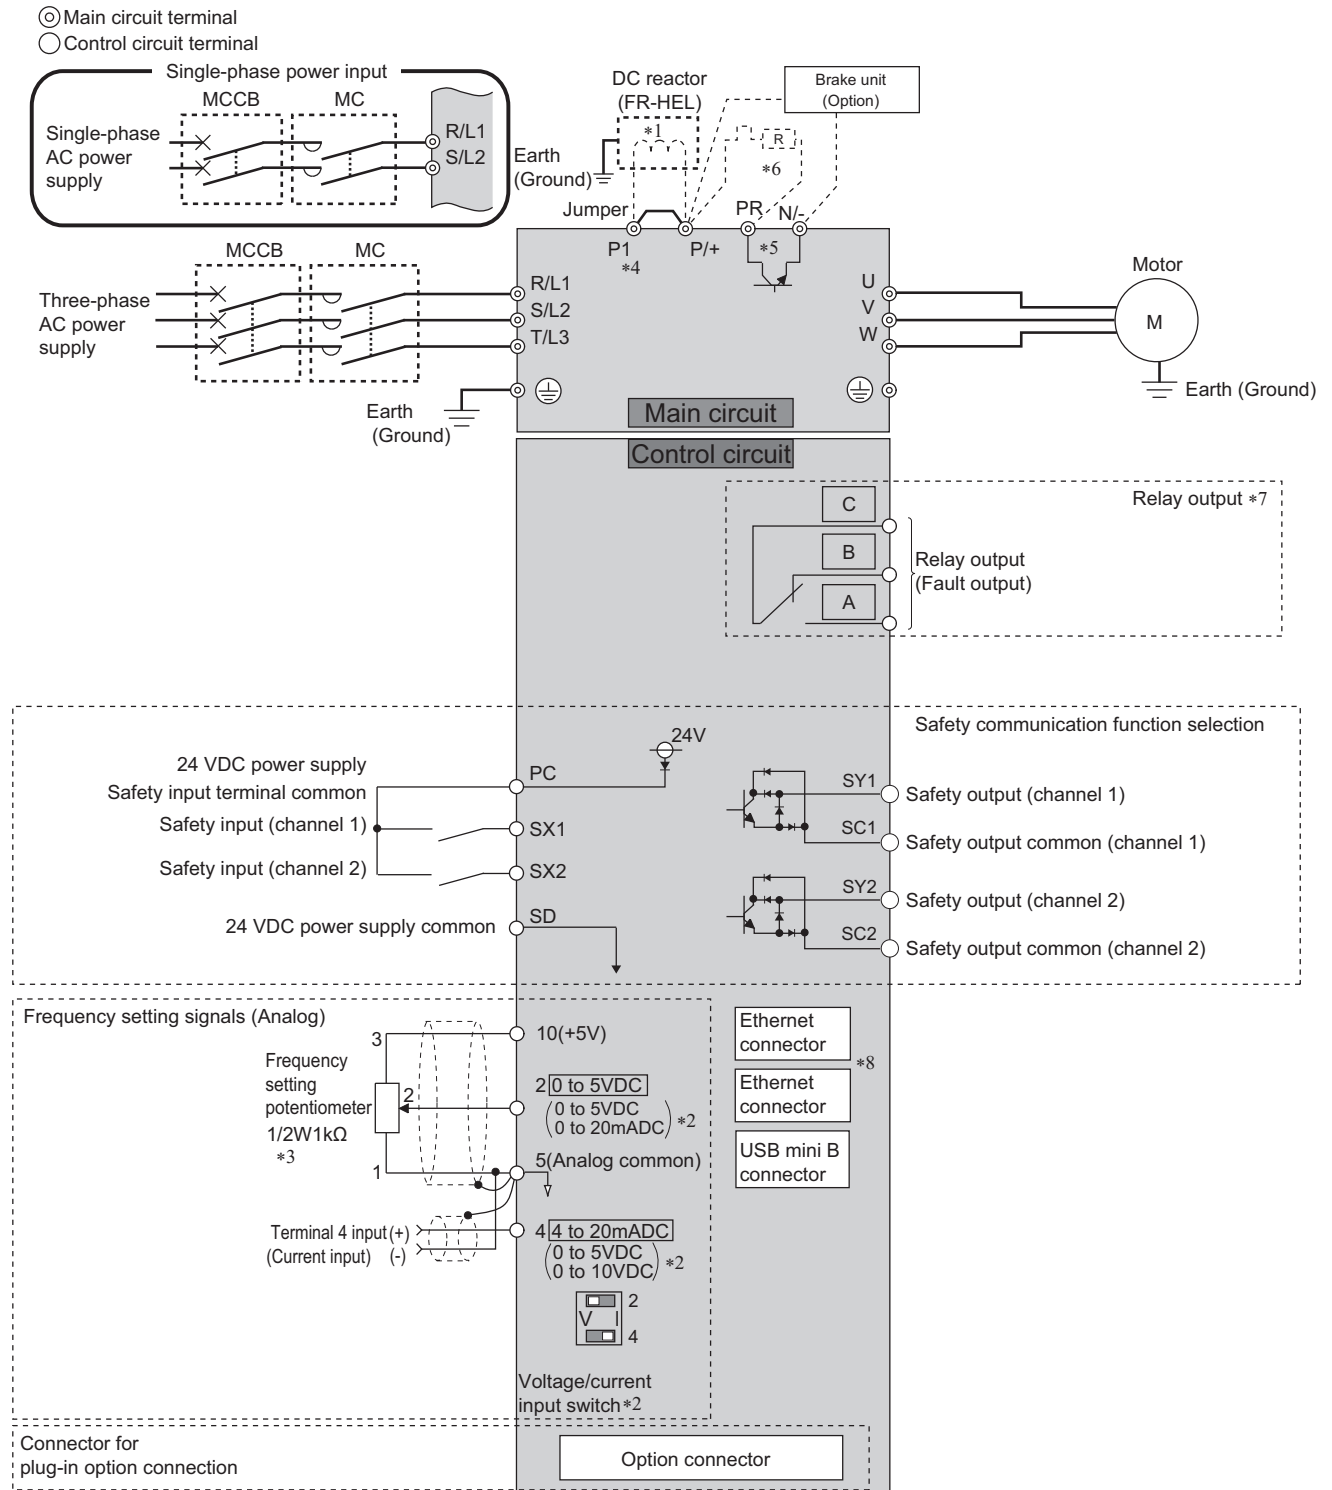 Main circuit terminal
Control circuit terminal
Single-phase power input
MCCB
MC
Single-phase
AC power
supply
R/L1
S/L2
DC reactor
(FR-HEL)
*1
Earth
(Ground)
Brake unit
(Option)
R
*6
Jumper
PR
N/-
P1
*4
P/+
*5
MCCB
MC
Three-phase
AC power
supply
R/L1
S/L2
T/L3
U
V
W
Motor
M
Earth (Ground)
Earth
(Ground)
Main circuit
Control circuit
Relay output *7
C
B
A
Relay output
(Fault output)
Safety communication function selection
24 VDC power supply
Safety input terminal common
Safety input (channel 1)
Safety input (channel 2)
24 VDC power supply common
PC
SX1
SX2
SD
24V
SY1
SC1
SY2
SC2
Safety output (channel 1)
Safety output common (channel 1)
Safety output (channel 2)
Safety output common (channel 2)
Frequency setting signals (Analog)
Frequency
setting
potentiometer
1/2W1kΩ
*3
3
2
1
10(+5V)
2 0 to 5VDC
(0 to 5VDC
0 to 20mADC) *2
5(Analog common)
Terminal 4 input (+)
(Current input) (-)
4 4 to 20mADC
(0 to 5VDC
0 to 10VDC) *2
2
V I
4
Voltage/current
input switch*2
Ethernet
connector
*8
Ethernet
connector
USB mini B
connector
Connector for
plug-in option connection
Option connector